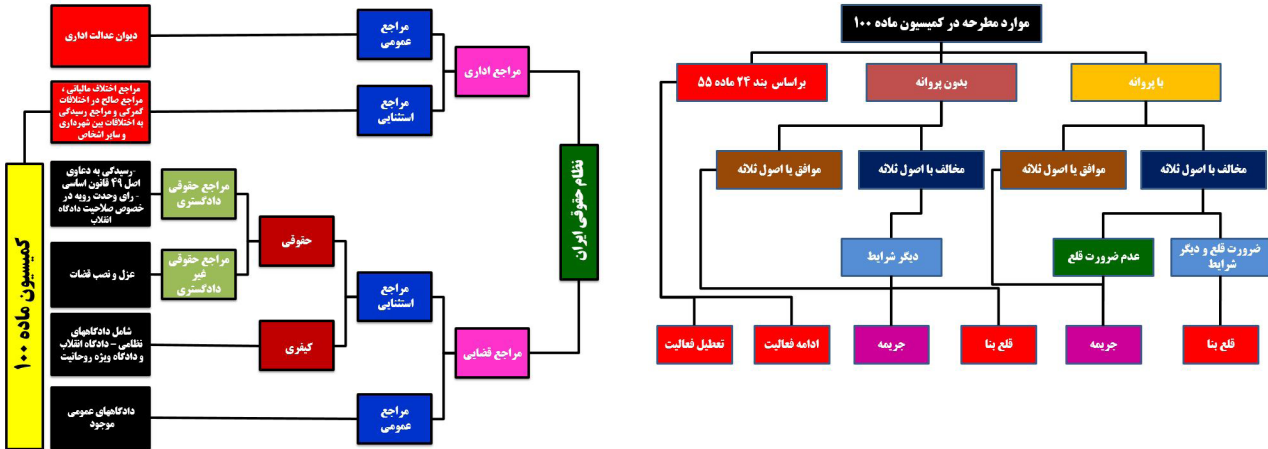 موارد مطرحه در کمیسیون ماده ۱۰۰
با پروانه
بدون پروانه
براساس بند ۲۴ ماده ۵۵
مخالف با اصول ثلاثه
موافق با اصول ثلاثه
مخالف با اصول ثلاثه
موافق با اصول ثلاثه
ضرورت قلع و دیگر
شرایط
عدم ضرورت قلع
دیگر شرایط
قلع بنا
جریمه
قلع بنا
جریمه
ادامه فعالیت
تعطیل فعالیت
نظام حقوقی ایران
مراجع اداری
مراجع
عمومی
دیوان عدالت اداری
مراجع
استثنایی
مراجع اختلاف مالیاتی ،
مراجع صالح در اختلافات
گمرکی و مراجع رسیدگی
به اختلافات بین شهرداری
و سایر اشخاص
مراجع قضایی
مراجع
استثنایی
حقوقی
مراجع حقوقی
دادگستری
-رسیدگی به دعاوی
اصل ۴۹ قانون اساسی
- رای وحدت رویه در
خصوص صلاحیت دادگاه
انقلاب
مراجع حقوقی
غیر
دادگستری
عزل و نصب قضات
کیفری
شامل دادگاههای
نظامی – دادگاه انقلاب
و دادگاه ویژه روحانیت
مراجع
عمومی
دادگاههای عمومی
موجود
کمیسیون ماده ۱۰۰